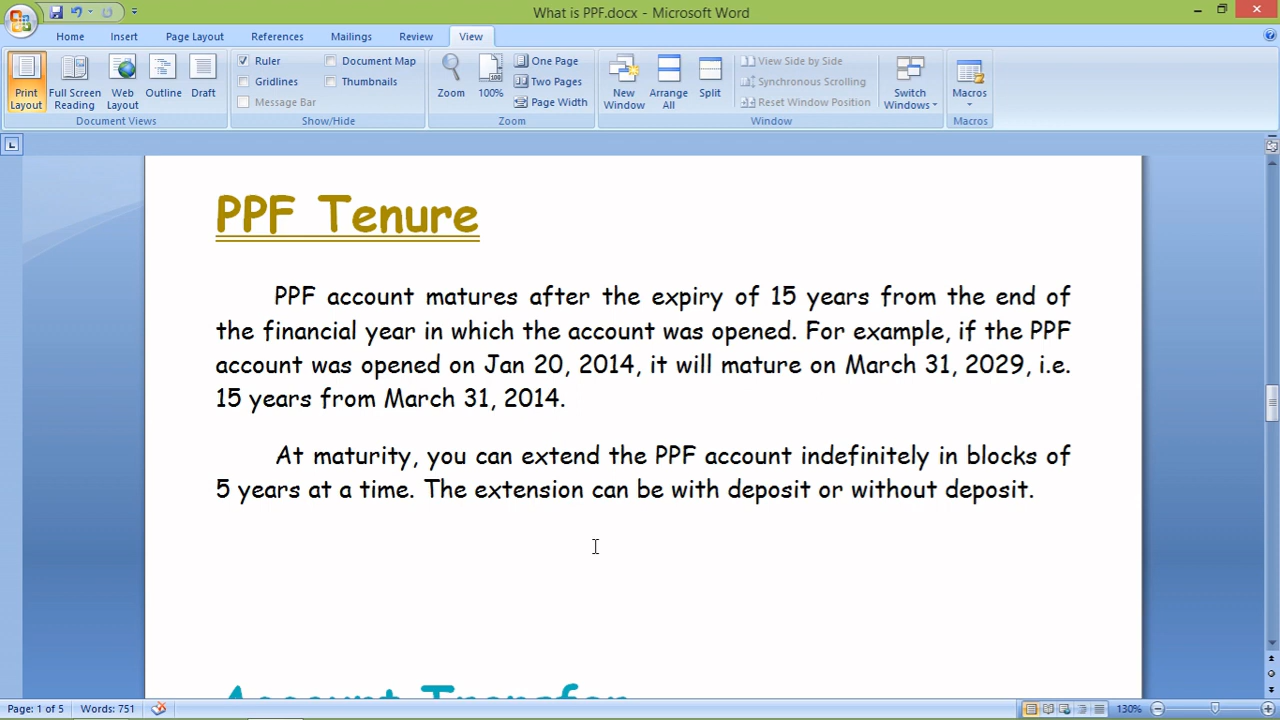 What is PPF.docx - Microsoft Word
Home Insert Page Layout References Mailings Review View
Print Layout
Full Screen Reading
Web Layout
Outline
Draft
Document Views
Ruler
Gridlines
Message Bar
Document Map
Thumbnails
Show/Hide
Zoom
100%
One Page
Two Pages
Page Width
Zoom
New Window
Arrange All
Split
View Side by Side
Synchronous Scrolling
Reset Window Position
Switch Windows
Window
Macros
Macros
PPF Tenure
PPF account matures after the expiry of 15 years from the end of
the financial year in which the account was opened. For example, if the PPF
account was opened on Jan 20, 2014, it will mature on March 31, 2029, i.e.
15 years from March 31, 2014.
At maturity, you can extend the PPF account indefinitely in blocks of
5 years at a time. The extension can be with deposit or without deposit.
Account Transfer
Page: 1 of 5 Words: 751 130%